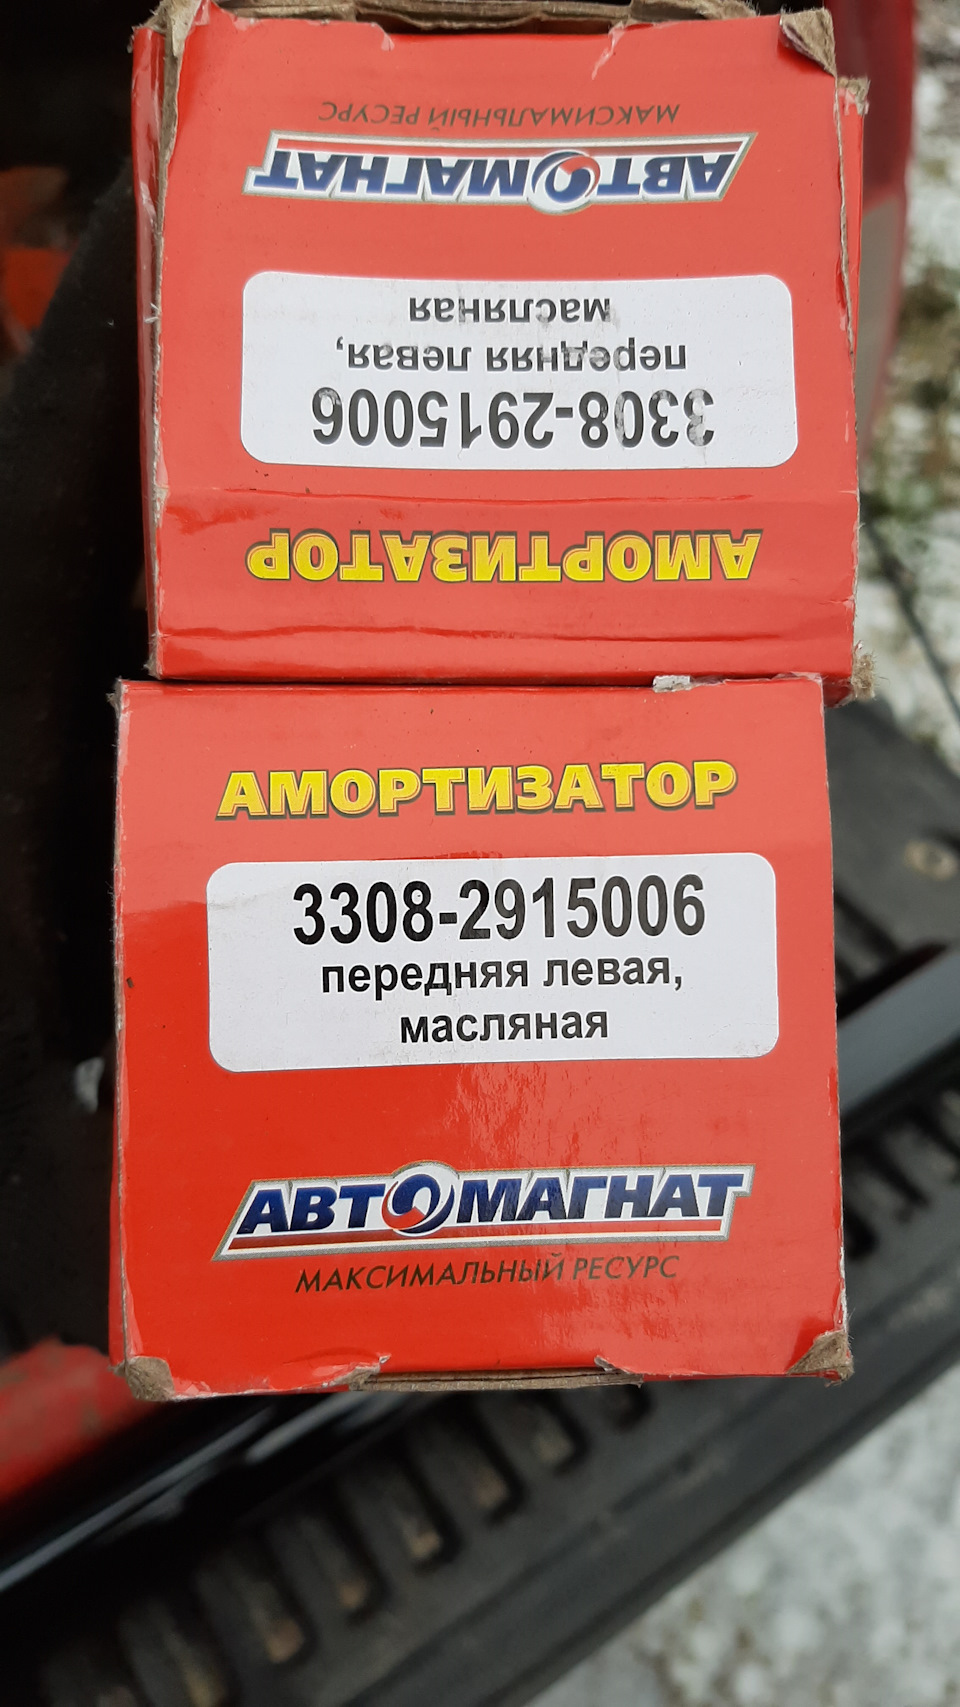 МАКСИМАЛЬНЫЙ РЕСУРС
АВТОМАГНАТ
масляная
передняя левая,
3308-2915006
АМОРТИЗАТОР
АМОРТИЗАТОР
3308-2915006
передняя левая,
масляная
АВТОМАГНАТ
МАКСИМАЛЬНЫЙ РЕСУРС